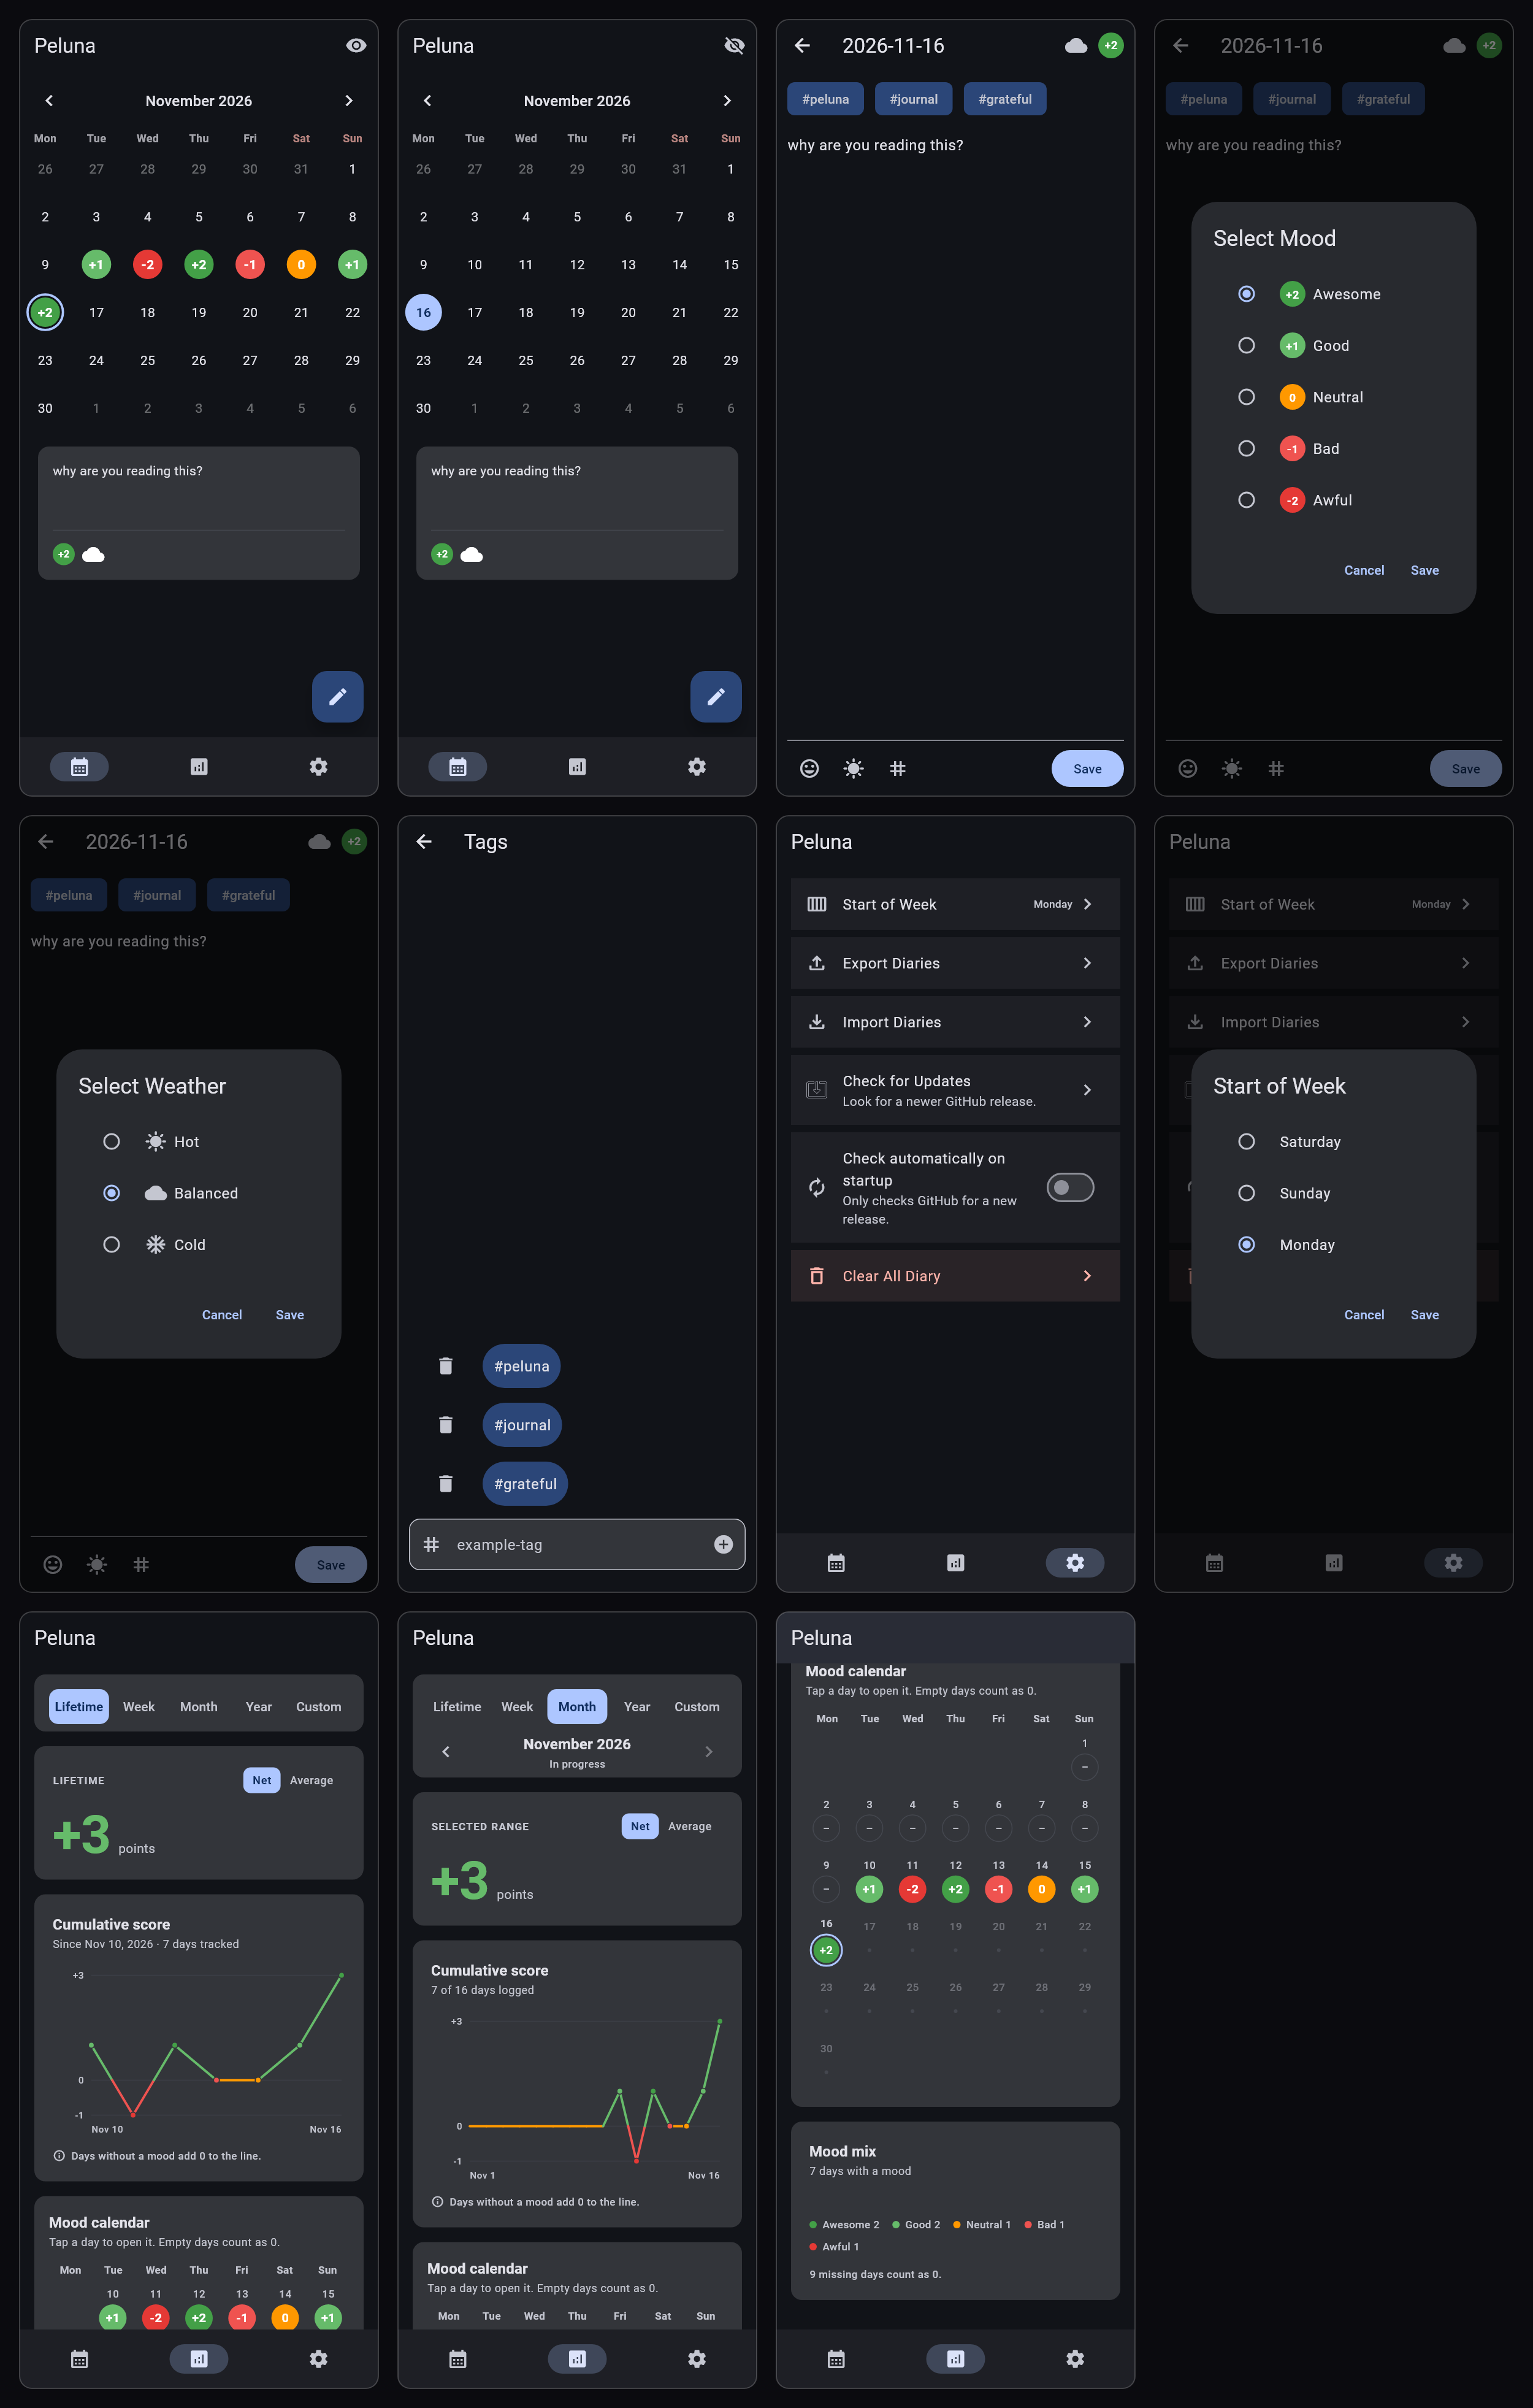 Peluna
November 2026
Mon Tue Wed Thu Fri Sat Sun
26 27 28 29 30 31 1
2 3 4 5 6 7 8
9 +1 -2 +2 -1 0 +1
+2 17 18 19 20 21 22
23 24 25 26 27 28 29
30 1 2 3 4 5 6
why are you reading this?
+2
Peluna
November 2026
Mon Tue Wed Thu Fri Sat Sun
26 27 28 29 30 31 1
2 3 4 5 6 7 8
9 10 11 12 13 14 15
16 17 18 19 20 21 22
23 24 25 26 27 28 29
30 1 2 3 4 5 6
why are you reading this?
+2
2026-11-16 +2
#peluna #journal #grateful
why are you reading this?
Save
2026-11-16 +2
#peluna #journal #grateful
why are you reading this?
Select Mood
+2 Awesome
+1 Good
0 Neutral
-1 Bad
-2 Awful
Cancel Save
Save
2026-11-16 +2
#peluna #journal #grateful
why are you reading this?
Select Weather
Hot
Balanced
Cold
Cancel Save
Save
Tags
#peluna
#journal
#grateful
# example-tag
Peluna
Start of Week Monday
Export Diaries
Import Diaries
Check for Updates
Look for a newer GitHub release.
Check automatically on
startup
Only checks GitHub for a new
release.
Clear All Diary
Peluna
Start of Week Monday
Export Diaries
Import Diaries
Start of Week
Saturday
Sunday
Monday
Cancel Save
Peluna
Lifetime Week Month Year Custom
LIFETIME Net Average
+3 points
Cumulative score
Since Nov 10, 2026 · 7 days tracked
+3
0
-1
Nov 10 Nov 16
Days without a mood add 0 to the line.
Mood calendar
Tap a day to open it. Empty days count as 0.
Mon Tue Wed Thu Fri Sat Sun
10 11 12 13 14 15
+1 -2 +2 -1 0 +1
Peluna
Lifetime Week Month Year Custom
November 2026
In progress
SELECTED RANGE Net Average
+3 points
Cumulative score
7 of 16 days logged
+3
0
-1
Nov 1 Nov 16
Days without a mood add 0 to the line.
Mood calendar
Tap a day to open it. Empty days count as 0.
Mon Tue Wed Thu Fri Sat Sun
Peluna
Mood calendar
Tap a day to open it. Empty days count as 0.
Mon Tue Wed Thu Fri Sat Sun
1
–
2 3 4 5 6 7 8
– – – – – – –
9 10 11 12 13 14 15
– +1 -2 +2 -1 0 +1
16 17 18 19 20 21 22
+2
23 24 25 26 27 28 29
30
Mood mix
7 days with a mood
Awesome 2 Good 2 Neutral 1 Bad 1
Awful 1
9 missing days count as 0.